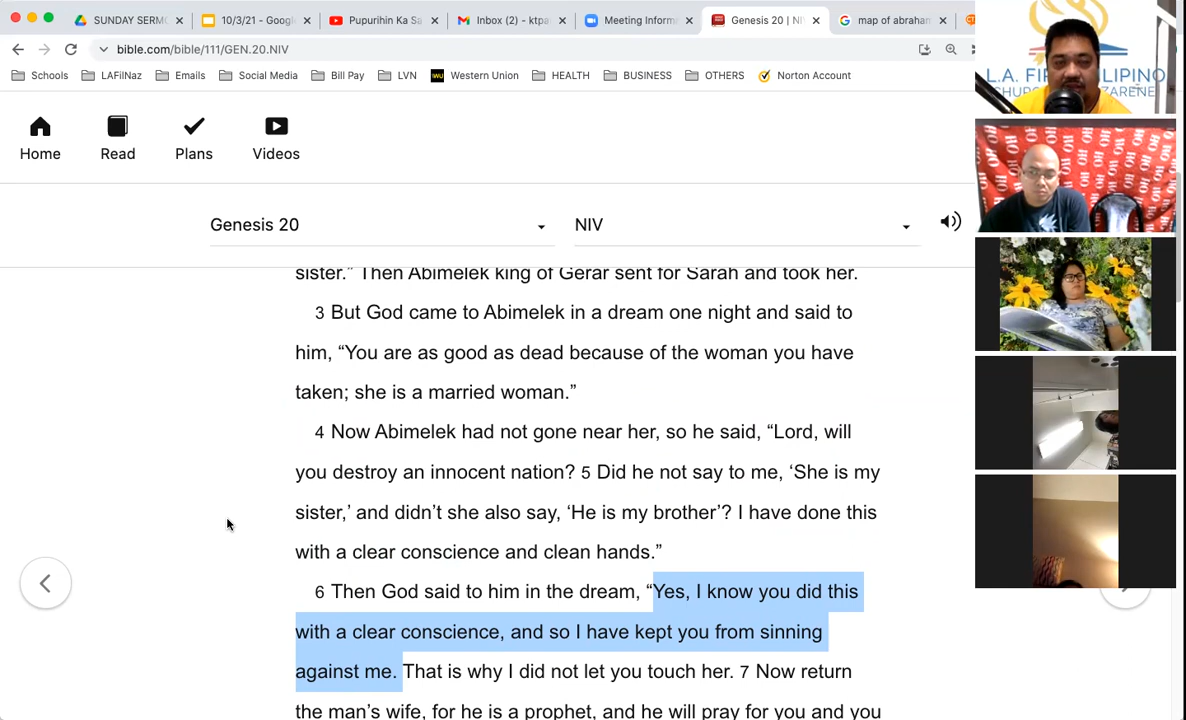 SUNDAY SERMO
10/3/21 - Googl
Pupurihin Ka Sa
Inbox (2) - ktpa
Meeting Inform
Genesis 20 | NI
map of abrahan
bible.com/bible/111/GEN.20.NIV
Schools LAFilNaz Emails Social Media Bill Pay LVN WU Western Union HEALTH BUSINESS OTHERS Norton Account
L.A. FI FILIPINO
CHURC AZARENE
Home Read Plans Videos
Genesis 20 NIV
sister.” Then Abimelek king of Gerar sent for Sarah and took her.
3 But God came to Abimelek in a dream one night and said to
him, “You are as good as dead because of the woman you have
taken; she is a married woman.”
4 Now Abimelek had not gone near her, so he said, “Lord, will
you destroy an innocent nation? 5 Did he not say to me, ‘She is my
sister,’ and didn’t she also say, ‘He is my brother’? I have done this
with a clear conscience and clean hands.”
6 Then God said to him in the dream, “Yes, I know you did this
with a clear conscience, and so I have kept you from sinning
against me. That is why I did not let you touch her. 7 Now return
the man’s wife, for he is a prophet, and he will pray for you and you